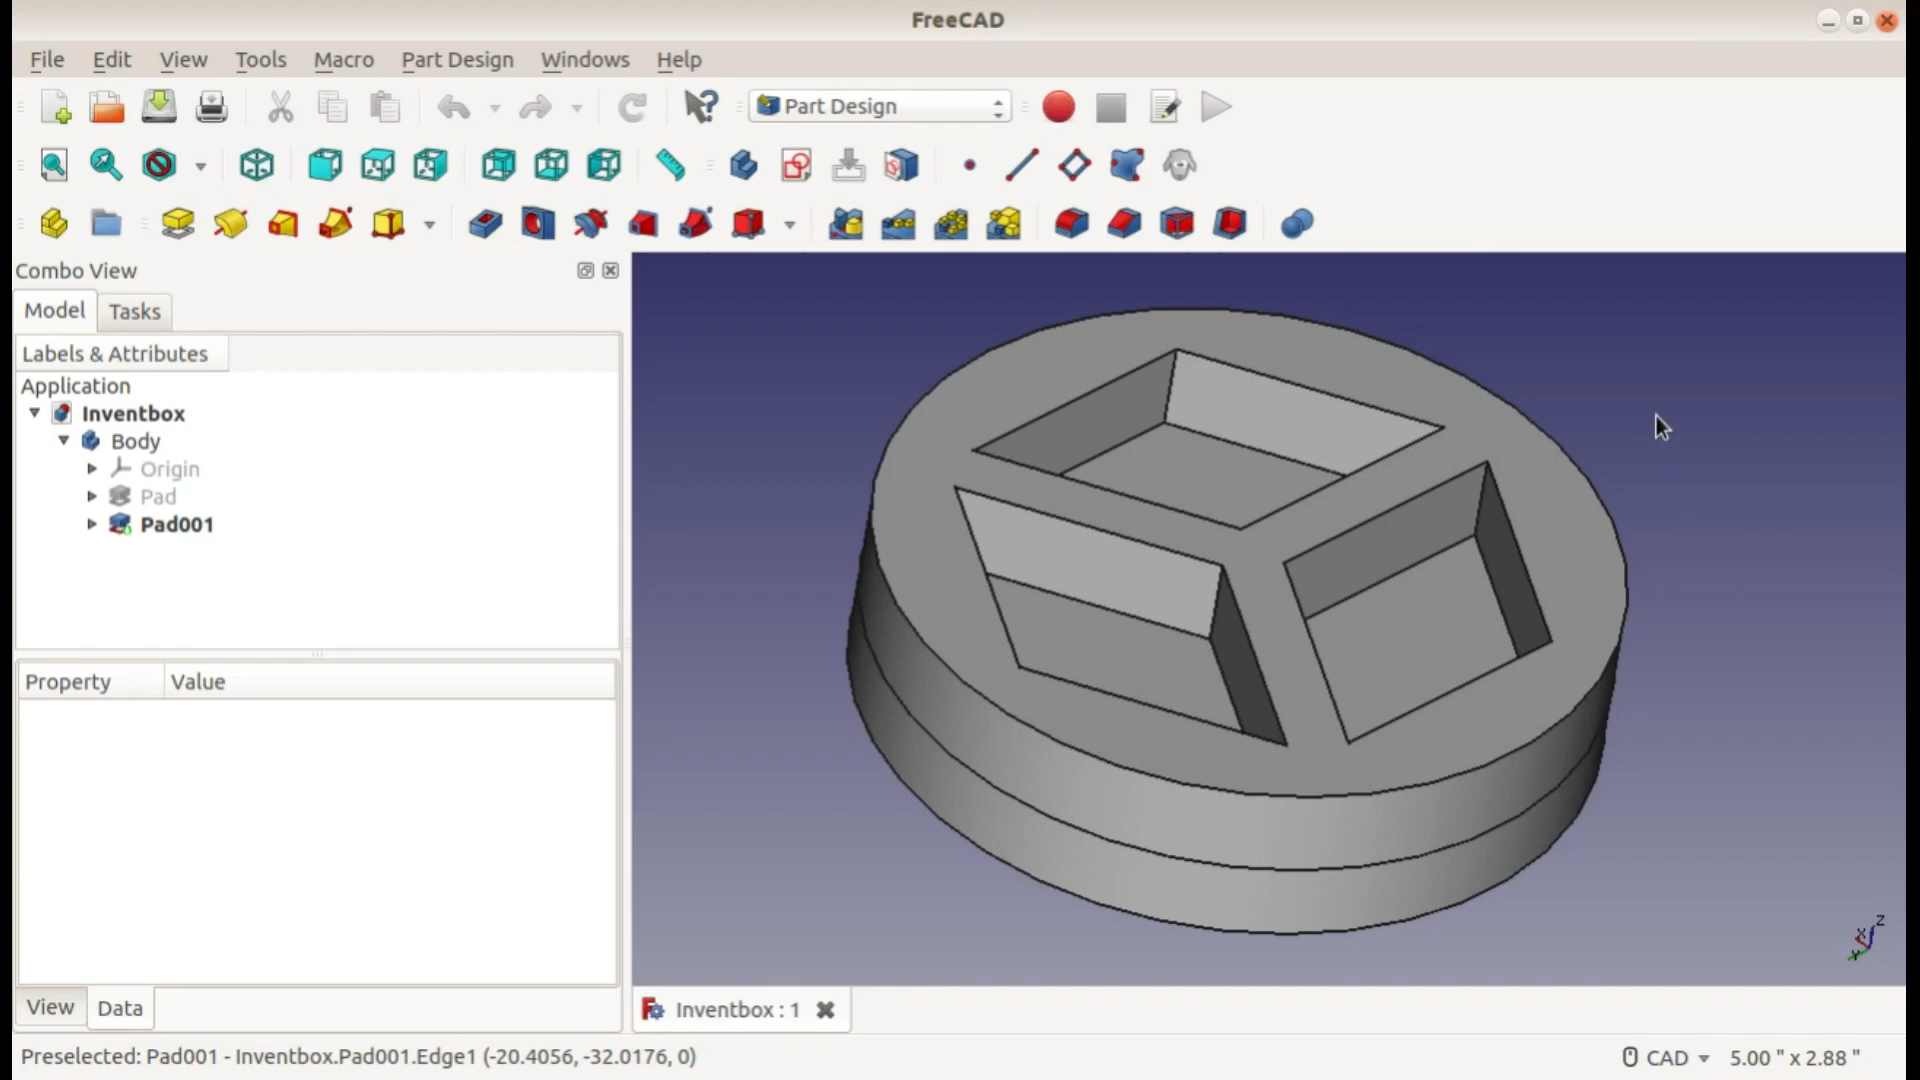 FreeCAD
File Edit View Tools Macro Part Design Windows Help
Part Design
Combo View
Model Tasks
Labels & Attributes
Application
Inventbox
Body
Origin
Pad
Pad001
Property Value
View Data
Inventbox : 1
Z
X
Y
Preselected: Pad001 - Inventbox.Pad001.Edge1 (-20.4056, -32.0176, 0)
CAD 5.00 " x 2.88 "